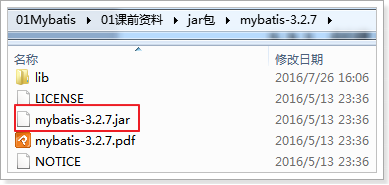 01Mybatis ▸ 01课前资料 ▸ jar包 ▸ mybatis-3.2.7
名称 修改日期
lib 2016/7/26 16:06
LICENSE 2016/5/13 23:36
mybatis-3.2.7.jar 2016/5/13 23:36
mybatis-3.2.7.pdf 2016/5/13 23:36
NOTICE 2016/5/13 23:36